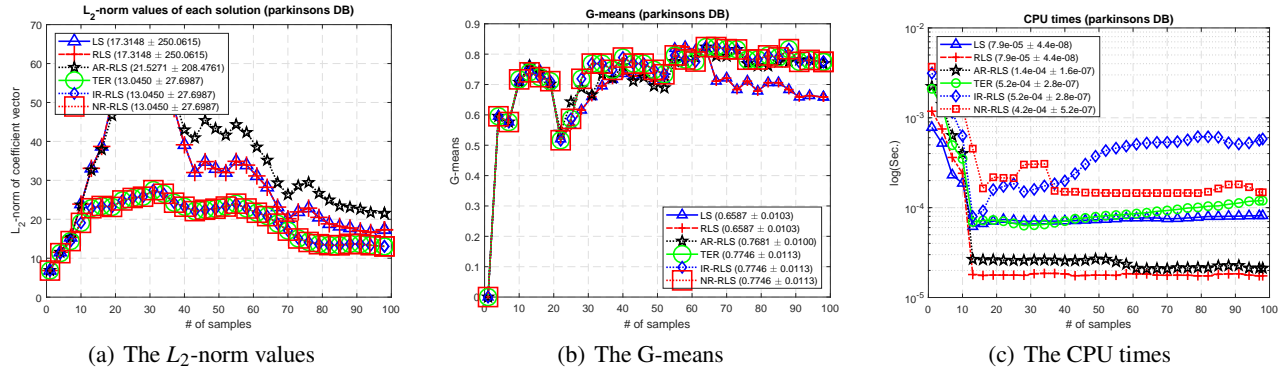 L2-norm values of each solution (parkinsons DB)
LS (17.3148 ± 250.0615)
RLS (17.3148 ± 250.0615)
AR-RLS (21.5271 ± 208.4761)
TER (13.0450 ± 27.6987)
IR-RLS (13.0450 ± 27.6987)
NR-RLS (13.0450 ± 27.6987)
L2-norm of coefficient vector
70
60
50
40
30
20
10
0
0 10 20 30 40 50 60 70 80 90 100
# of samples
(a) The L2-norm values
G-means (parkinsons DB)
G-means
0.9
0.8
0.7
0.6
0.5
0.4
0.3
0.2
0.1
0
LS (0.6587 ± 0.0103)
RLS (0.6587 ± 0.0103)
AR-RLS (0.7681 ± 0.0100)
TER (0.7746 ± 0.0113)
IR-RLS (0.7746 ± 0.0113)
NR-RLS (0.7746 ± 0.0113)
0 10 20 30 40 50 60 70 80 90 100
# of samples
(b) The G-means
CPU times (parkinsons DB)
LS (7.9e-05 ± 4.4e-08)
RLS (7.9e-05 ± 4.4e-08)
AR-RLS (1.4e-04 ± 1.6e-07)
TER (5.2e-04 ± 2.8e-07)
IR-RLS (5.2e-04 ± 2.8e-07)
NR-RLS (4.2e-04 ± 5.2e-07)
log(Sec.)
10-2
10-3
10-4
10-5
0 10 20 30 40 50 60 70 80 90 100
# of samples
(c) The CPU times